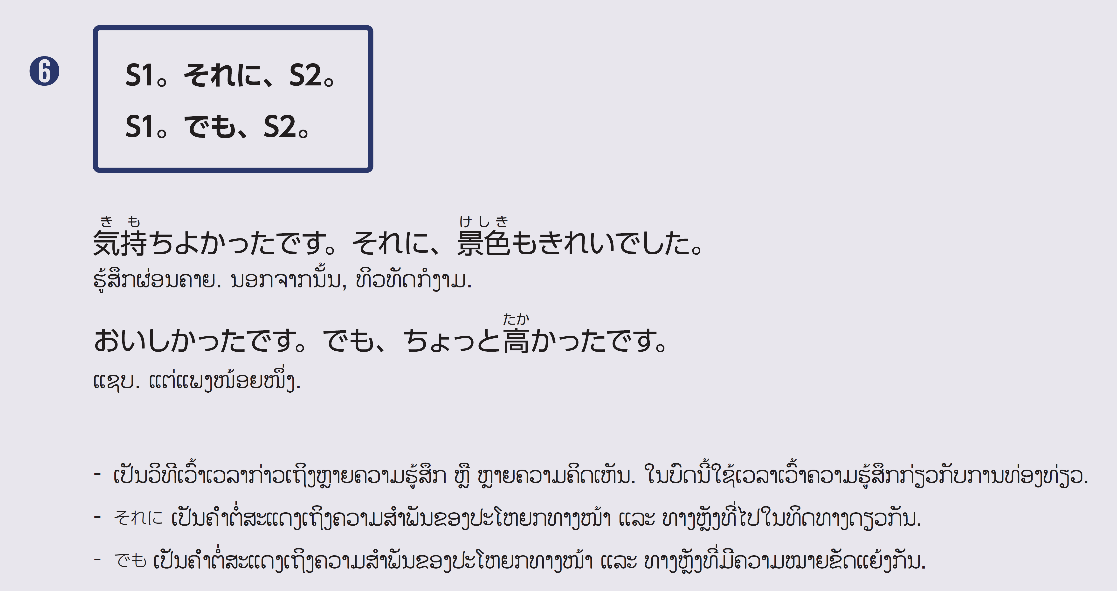 6
S1。それに、S2。
S1。でも、S2。
き も けしき
気持ちよかったです。それに、景色もきれいでした。
ຮູ້ສຶກຜ່ອນຄາຍ. ນອກຈາກນັ້ນ, ທິວທັດກໍງາມ.
たか
おいしかったです。でも、ちょっと高かったです。
ແຊບ. ແຕ່ແພງໜ້ອຍໜຶ່ງ.
- ເປັນວິທີເວົ້າເວລາກ່າວເຖິງຫຼາຍຄວາມຮູ້ສຶກ ຫຼື ຫຼາຍຄວາມຄິດເຫັນ. ໃນບົດນີ້ໃຊ້ເວລາເວົ້າຄວາມຮູ້ສຶກກ່ຽວກັບການທ່ອງທ່ຽວ.
- それに ເປັນຄຳຕໍ່ສະແດງເຖິງຄວາມສຳພັນຂອງປະໂຫຍກທາງໜ້າ ແລະ ທາງຫຼັງທີ່ໄປໃນທິດທາງດຽວກັນ.
- でも ເປັນຄຳຕໍ່ສະແດງເຖິງຄວາມສຳພັນຂອງປະໂຫຍກທາງໜ້າ ແລະ ທາງຫຼັງທີ່ມີຄວາມໝາຍຂັດແຍ້ງກັນ.